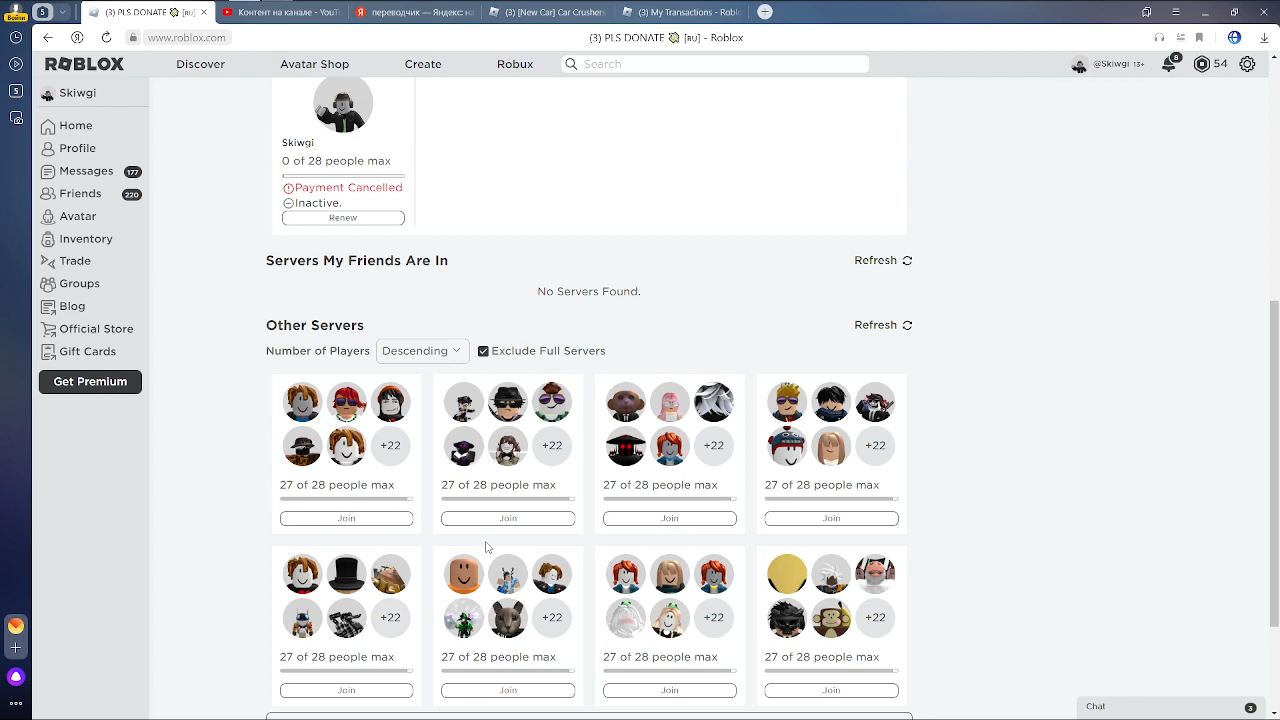 (3) PLS DONATE 💸 [RU]
Контент на канале - YouTu
переводчик — Яндекс: н
(3) [New Car] Car Crusher
(3) My Transactions - Roblo
www.roblox.com
(3) PLS DONATE 💸 [RU] - Roblox
ROBLOX
Discover
Avatar Shop
Create
Robux
Search
@Skiwgi 13+
8
54
Skiwgi
Home
Profile
Messages 177
Friends 220
Avatar
Inventory
Trade
Groups
Blog
Official Store
Gift Cards
Get Premium
Skiwgi
0 of 28 people max
Payment Cancelled
Inactive.
Renew
Servers My Friends Are In
Refresh
No Servers Found.
Other Servers
Refresh
Number of Players Descending Exclude Full Servers
+22 +22 +22 +22
27 of 28 people max 27 of 28 people max 27 of 28 people max 27 of 28 people max
Join Join Join Join
+22 +22 +22 +22
27 of 28 people max 27 of 28 people max 27 of 28 people max 27 of 28 people max
Join Join Join Join
Chat 3